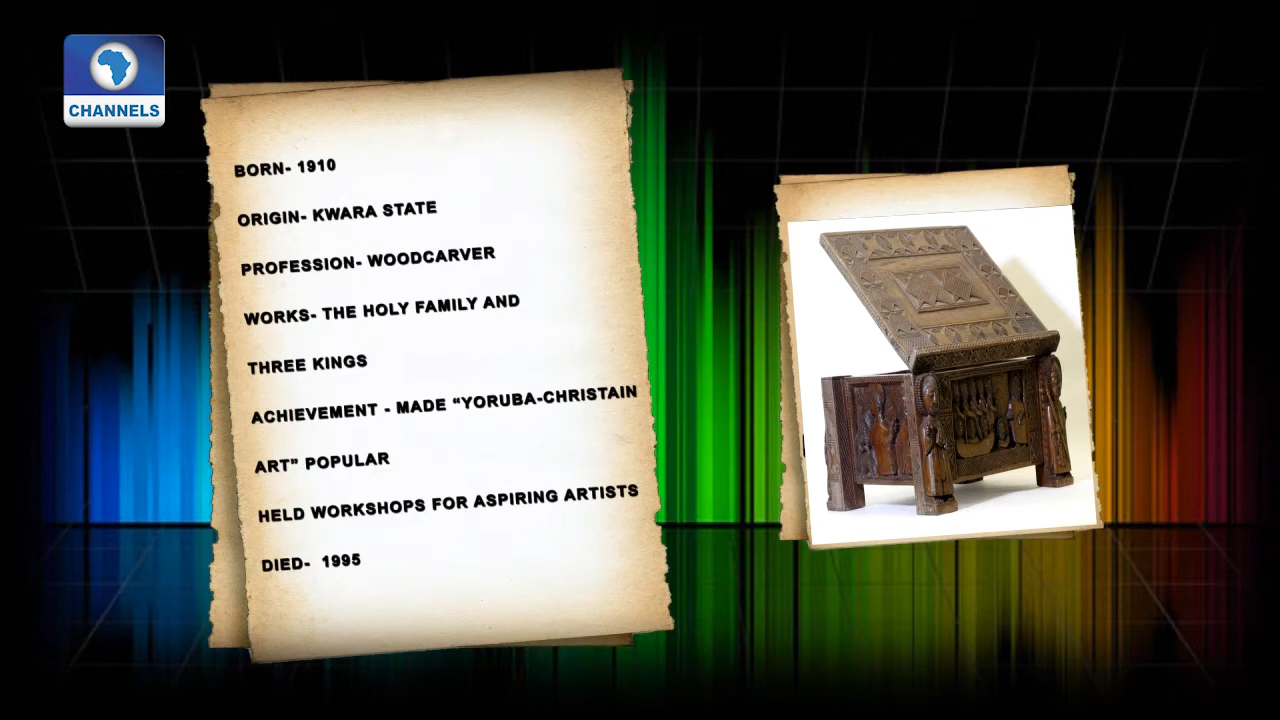 CHANNELS
BORN- 1910
ORIGIN- KWARA STATE
PROFESSION- WOODCARVER
WORKS- THE HOLY FAMILY AND
THREE KINGS
ACHIEVEMENT - MADE “YORUBA-CHRISTAIN
ART” POPULAR
HELD WORKSHOPS FOR ASPIRING ARTISTS
DIED-  1995